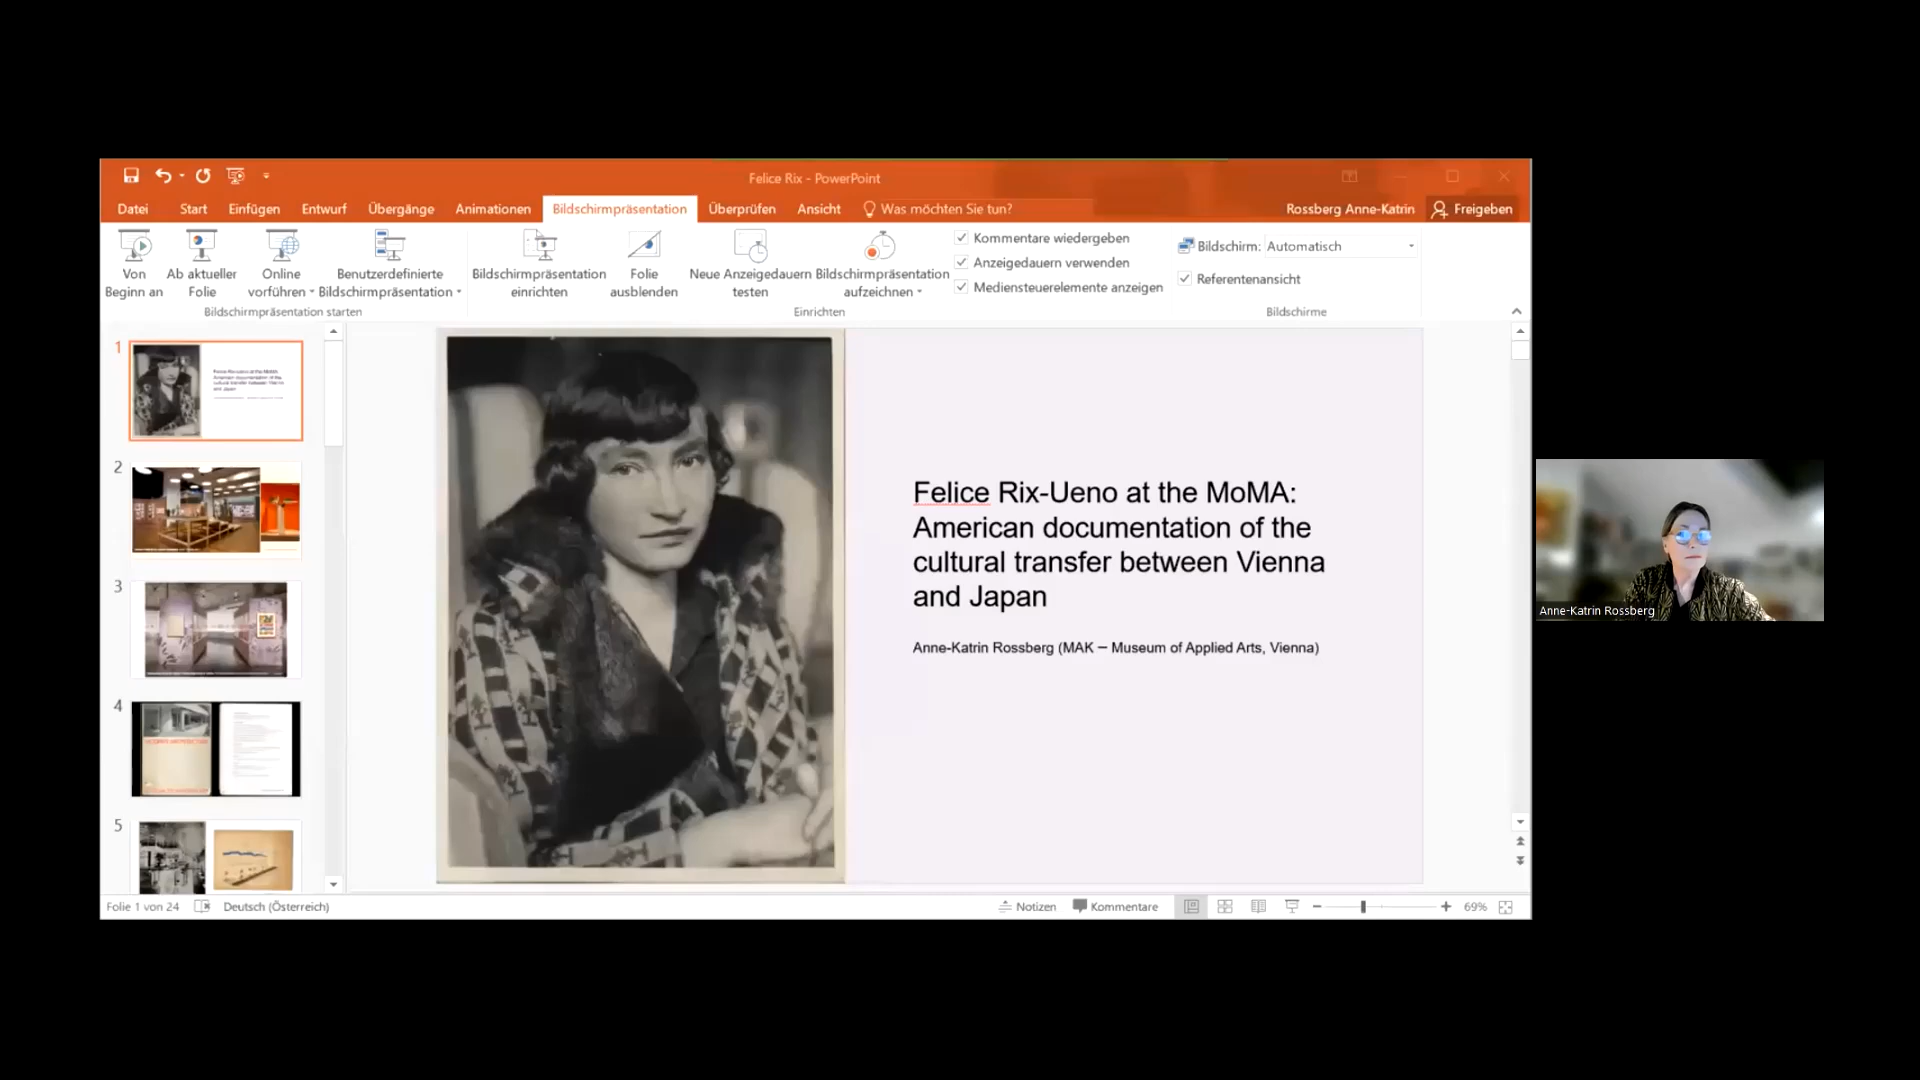 Felice Rix - PowerPoint
Datei Start Einfügen Entwurf Übergänge Animationen Bildschirmpräsentation Überprüfen Ansicht Was möchten Sie tun? Rossberg Anne-Katrin Freigeben
Von Beginn an
Ab aktueller Folie
Online vorführen
Benutzerdefinierte Bildschirmpräsentation
Bildschirmpräsentation einrichten
Folie ausblenden
Neue Anzeigedauern testen
Bildschirmpräsentation aufzeichnen
Kommentare wiedergeben
Anzeigedauern verwenden
Mediensteuerelemente anzeigen
Bildschirm: Automatisch
Referentenansicht
Bildschirmpräsentation starten
Einrichten
Bildschirme
1
2
3
4
5
Felice Rix-Ueno at the MoMA:
American documentation of the
cultural transfer between Vienna
and Japan
Anne-Katrin Rossberg (MAK – Museum of Applied Arts, Vienna)
Anne-Katrin Rossberg
Folie 1 von 24 Deutsch (Österreich) Notizen Kommentare 69%